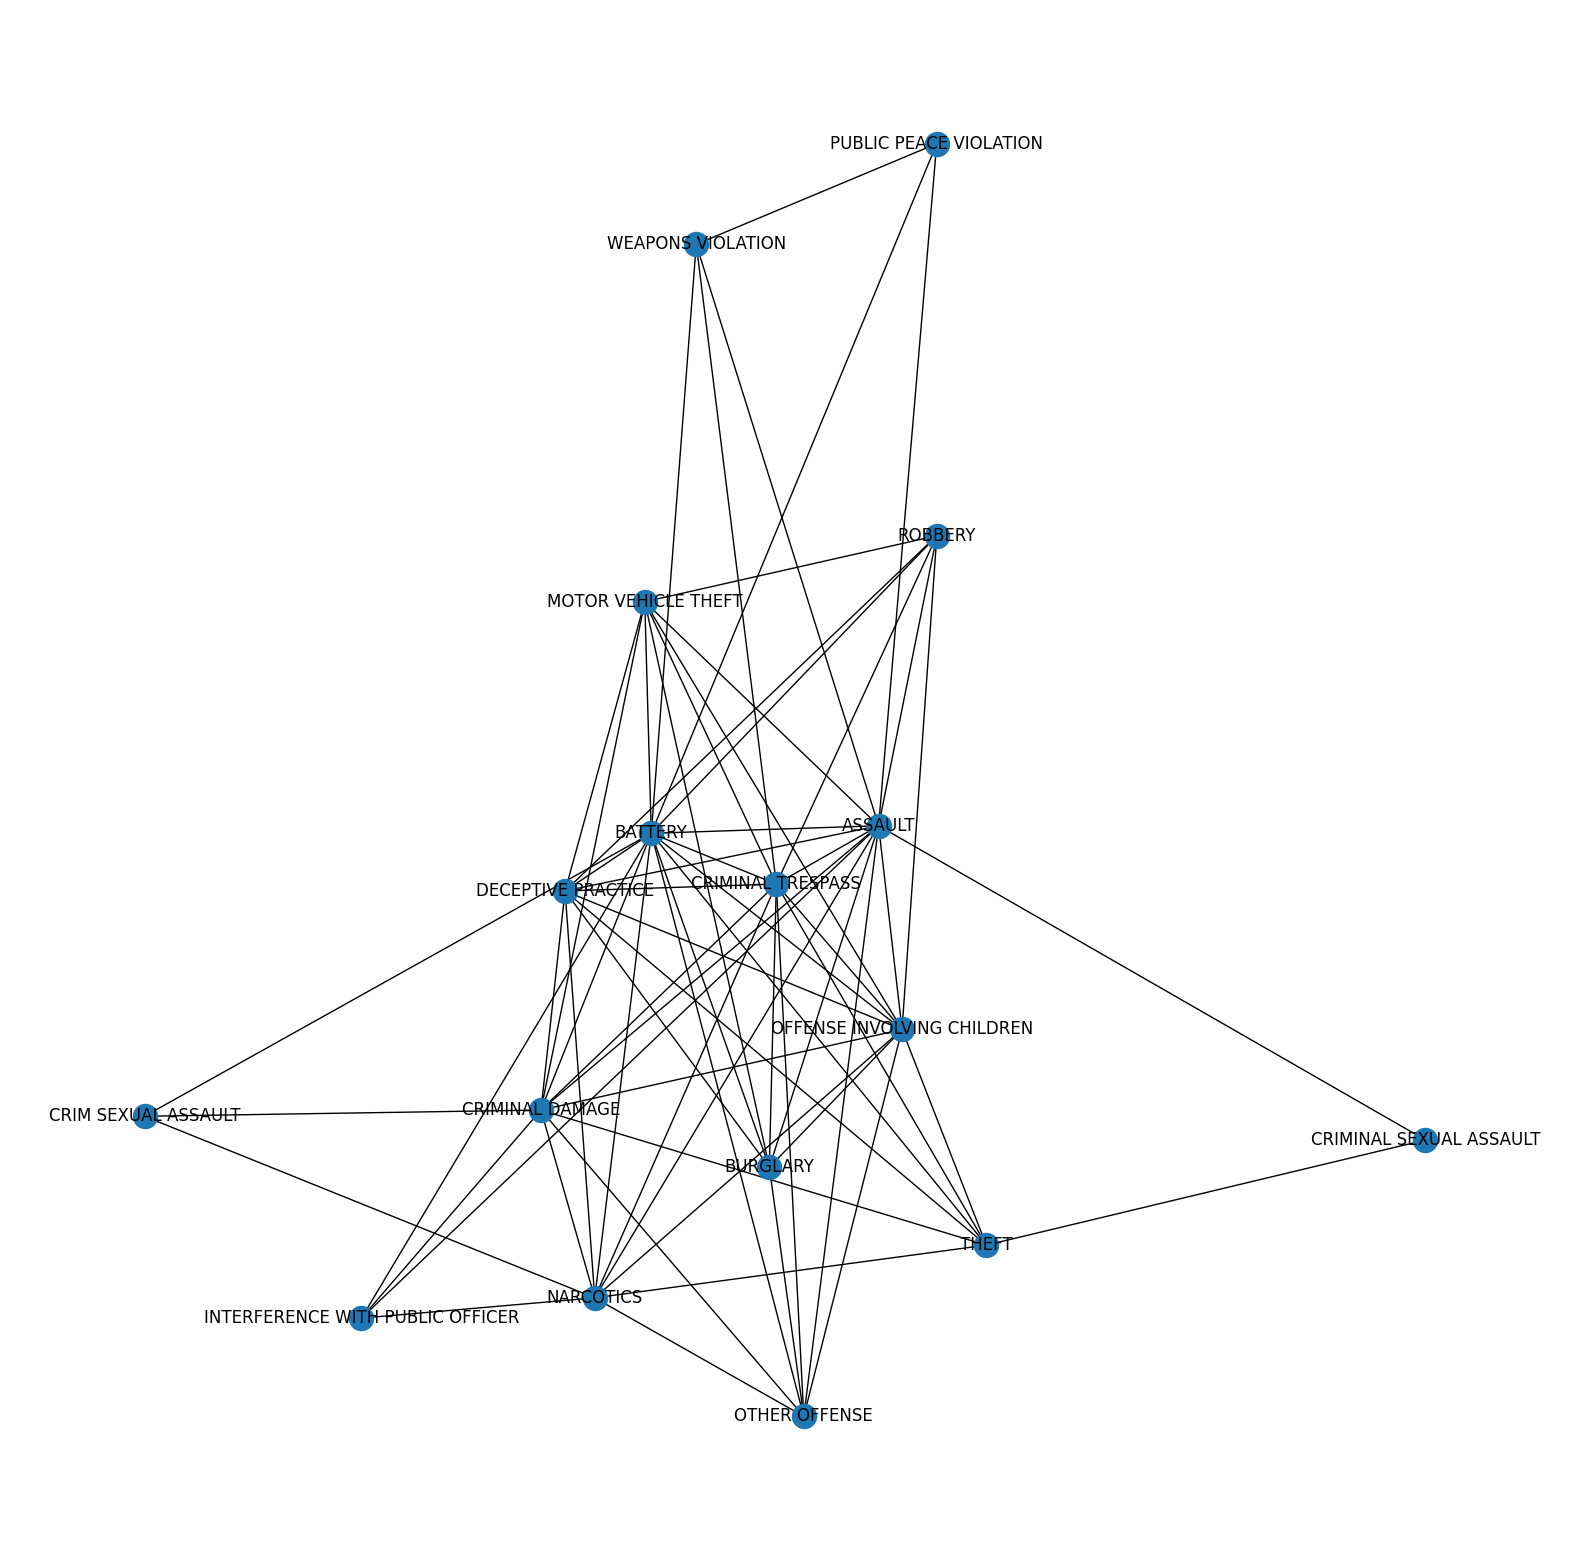 PUBLIC PEACE VIOLATION
WEAPONS VIOLATION
ROBBERY
MOTOR VEHICLE THEFT
BATTERY
ASSAULT
DECEPTIVE PRACTICE
CRIMINAL TRESPASS
OFFENSE INVOLVING CHILDREN
CRIM SEXUAL ASSAULT
CRIMINAL DAMAGE
CRIMINAL SEXUAL ASSAULT
BURGLARY
THEFT
NARCOTICS
INTERFERENCE WITH PUBLIC OFFICER
OTHER OFFENSE